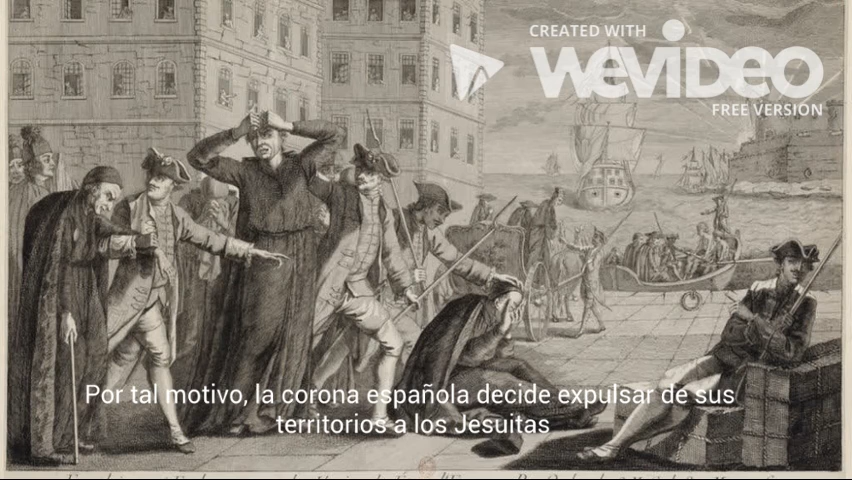 CREATED WITH
WEVIDEO
FREE VERSION
Por tal motivo, la corona española decide expulsar de sus
territorios a los Jesuitas